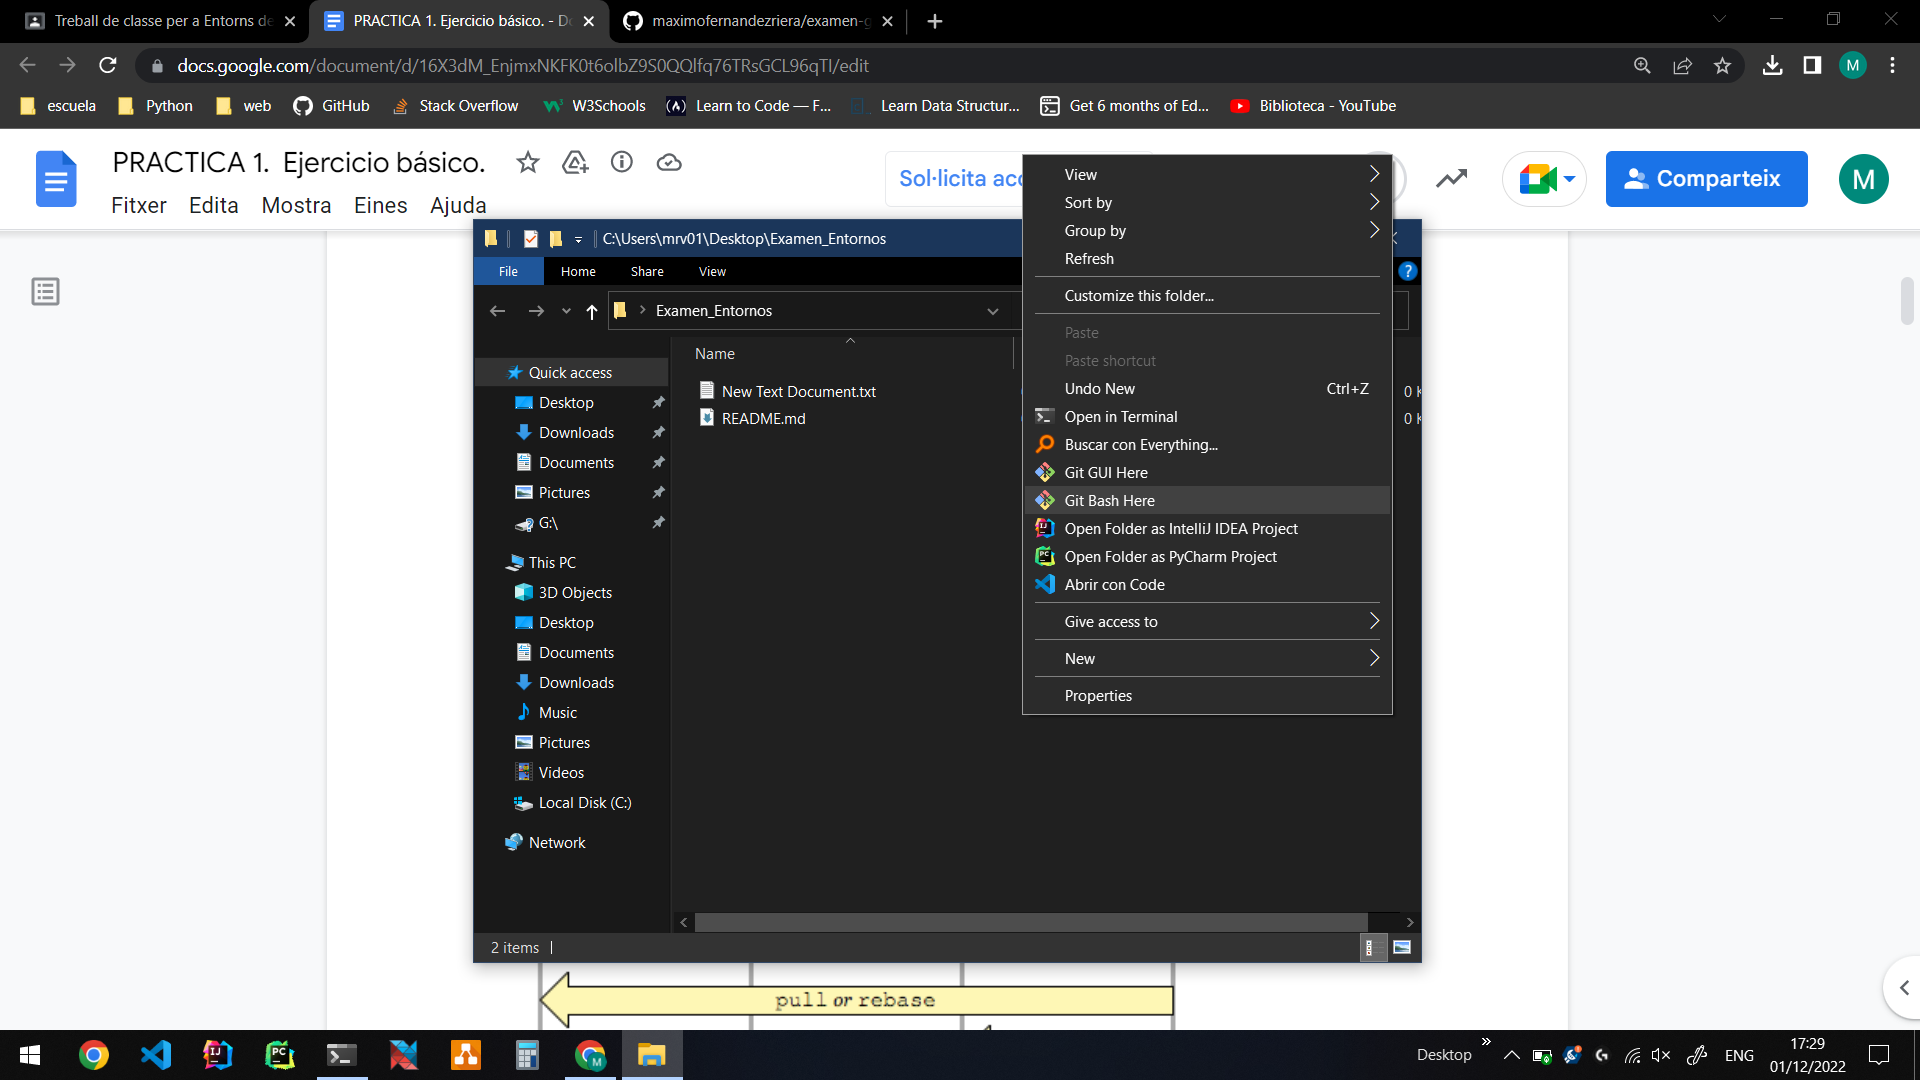 Treball de classe per a Entorns de
PRACTICA 1. Ejercicio básico. - Do
maximofernandezriera/examen-g
docs.google.com/document/d/16X3dM_EnjmxNKFK0t6olbZ9S0QQlfq76TRsGCL96qTI/edit
M
escuela
Python
web
GitHub
Stack Overflow
W3Schools
Learn to Code — F...
Learn Data Structur...
Get 6 months of Ed...
Biblioteca - YouTube
PRACTICA 1. Ejercicio básico.
Fitxer Edita Mostra Eines Ajuda
Sol·licita acc
Comparteix
M
C:\Users\mrv01\Desktop\Examen_Entornos
File Home Share View
Examen_Entornos
Name
Quick access
Desktop
Downloads
Documents
Pictures
G:\
This PC
3D Objects
Desktop
Documents
Downloads
Music
Pictures
Videos
Local Disk (C:)
Network
New Text Document.txt
0 K
README.md
0 K
View
Sort by
Group by
Refresh
Customize this folder...
Paste
Paste shortcut
Undo New Ctrl+Z
Open in Terminal
Buscar con Everything...
Git GUI Here
Git Bash Here
Open Folder as IntelliJ IDEA Project
Open Folder as PyCharm Project
Abrir con Code
Give access to
New
Properties
2 items
pull or rebase
Desktop
ENG
17:29
01/12/2022